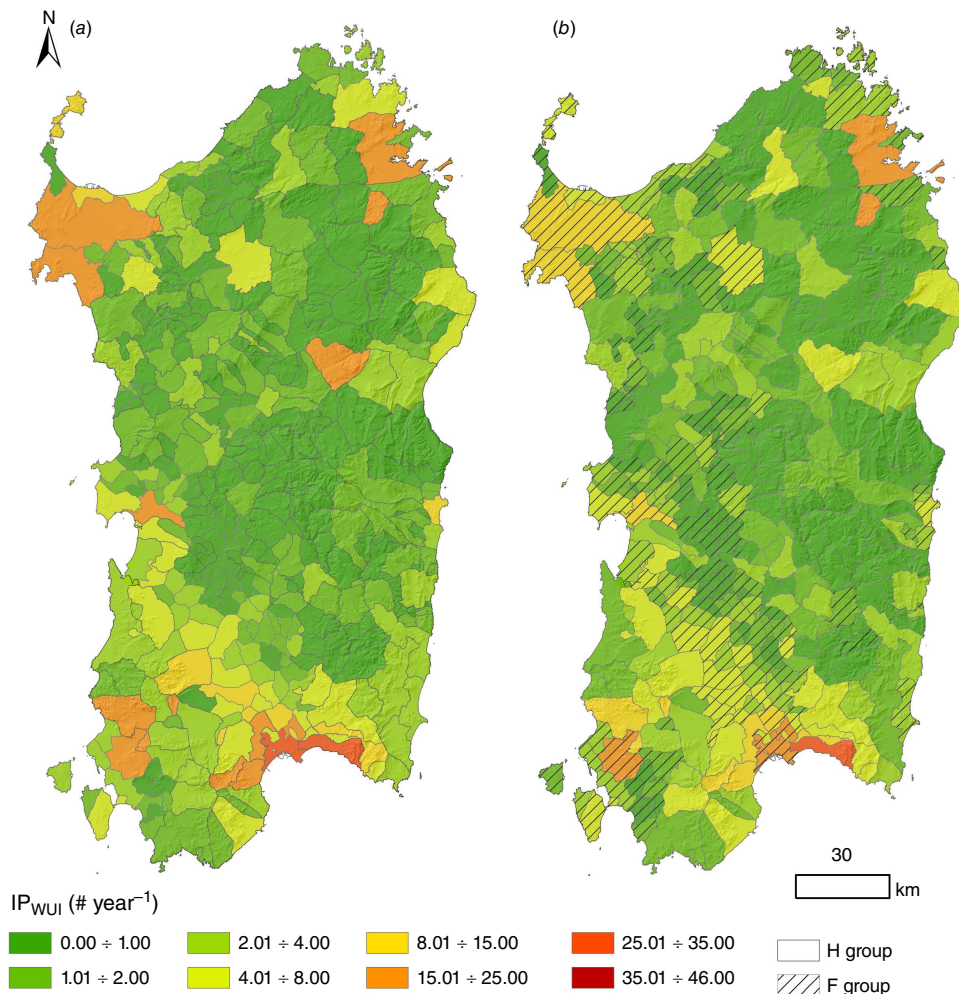 N
(a)
(b)
30
km
IPWUI (# year−1)
0.00 ÷ 1.00
2.01 ÷ 4.00
8.01 ÷ 15.00
25.01 ÷ 35.00
H group
1.01 ÷ 2.00
4.01 ÷ 8.00
15.01 ÷ 25.00
35.01 ÷ 46.00
F group